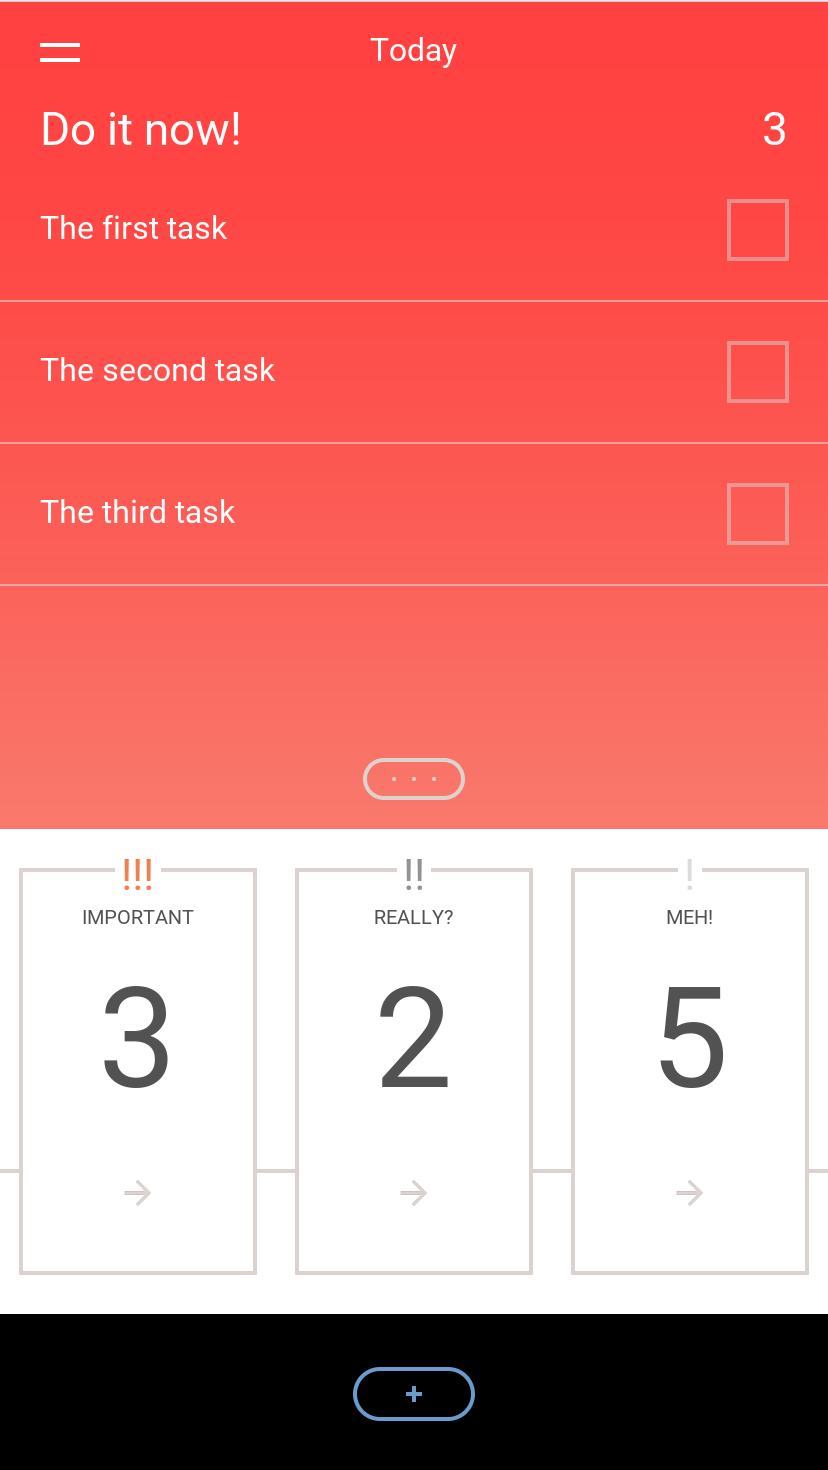 Today
Do it now! 3
The first task
The second task
The third task
!!! !! !
IMPORTANT REALLY? MEH!
3 2 5
+